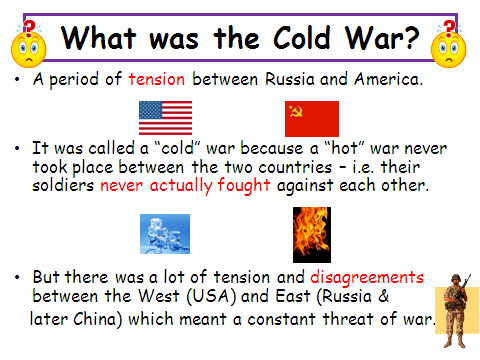 What was the Cold War?
• A period of tension between Russia and America.
• It was called a “cold” war because a “hot” war never
took place between the two countries – i.e. their
soldiers never actually fought against each other.
• But there was a lot of tension and disagreements
between the West (USA) and East (Russia &
later China) which meant a constant threat of war.